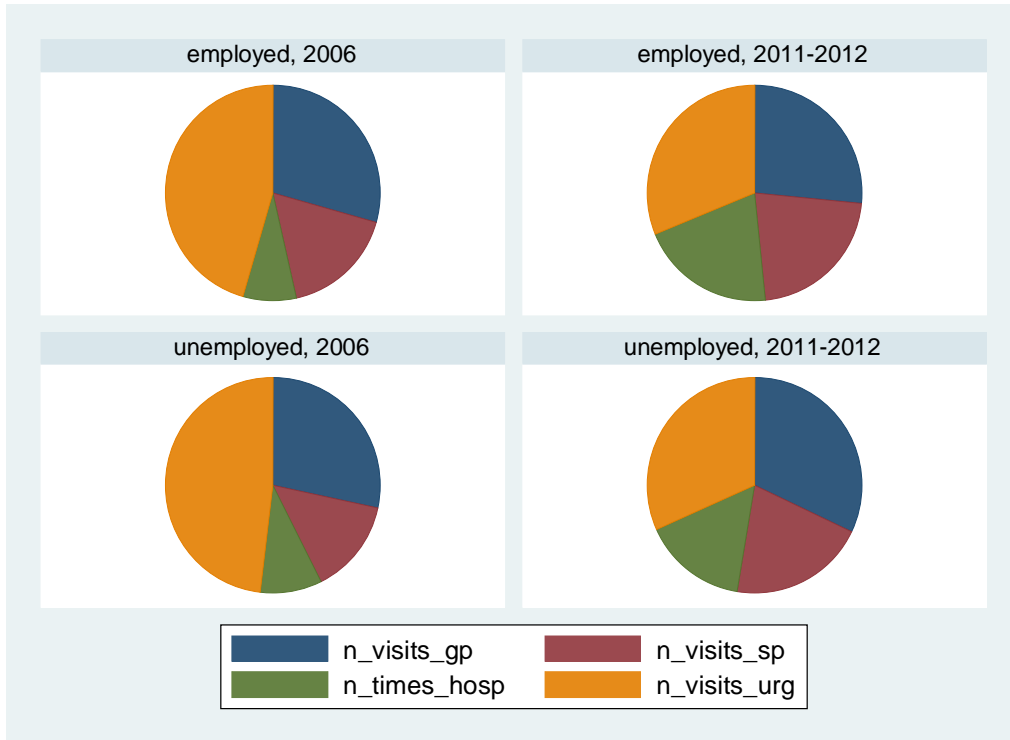 employed, 2006
employed, 2011-2012
unemployed, 2006
unemployed, 2011-2012
n_visits_gp
n_visits_sp
n_times_hosp
n_visits_urg